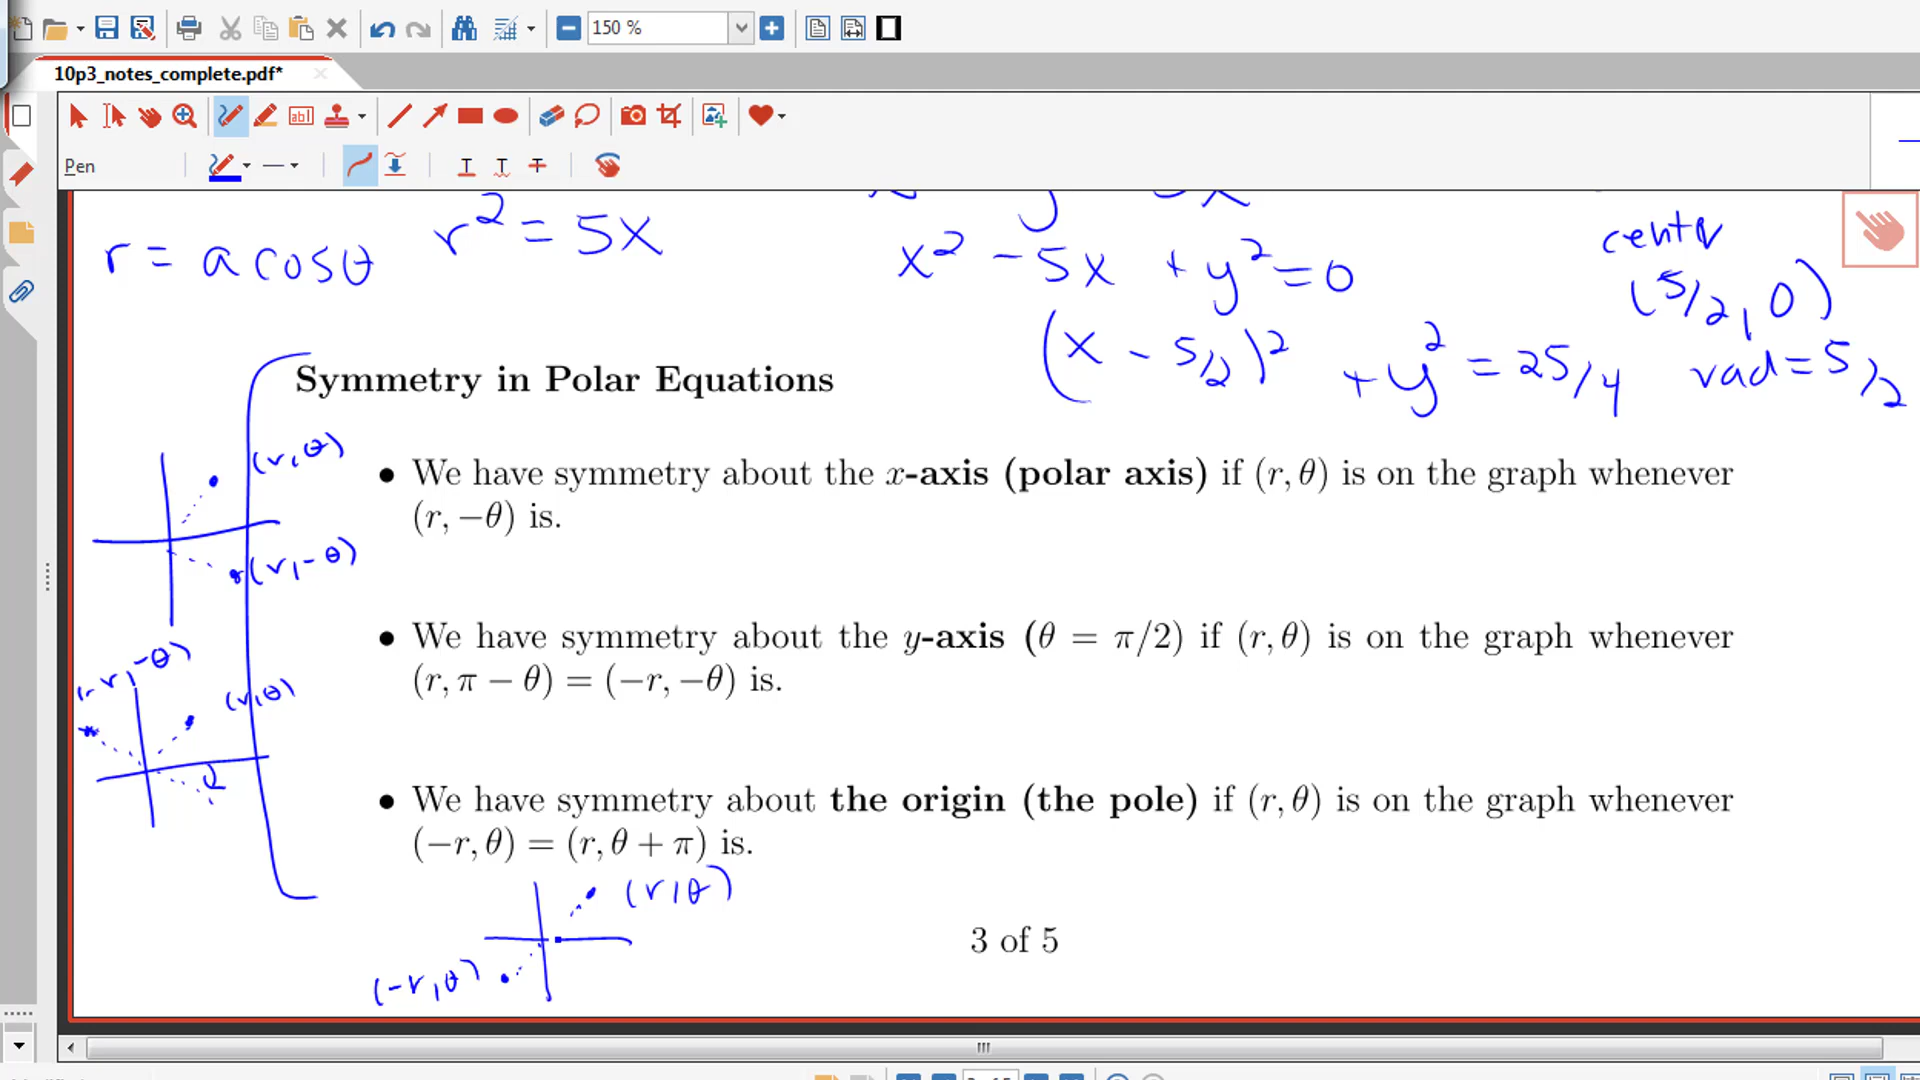 150 %
10p3_notes_complete.pdf*
Pen
r² = 5x
r = a cosθ
x² - 5x + y² = 0
(x - 5/2)² + y² = 25/4
center
(5/2, 0)
rad = 5/2
Symmetry in Polar Equations
(r, θ)
(r, -θ)
• We have symmetry about the x-axis (polar axis) if (r, θ) is on the graph whenever
(r, −θ) is.
• We have symmetry about the y-axis (θ = π/2) if (r, θ) is on the graph whenever
(r, π − θ) = (−r, −θ) is.
(-r, -θ)
(r, θ)
• We have symmetry about the origin (the pole) if (r, θ) is on the graph whenever
(−r, θ) = (r, θ + π) is.
(r, θ)
(-r, θ)
3 of 5